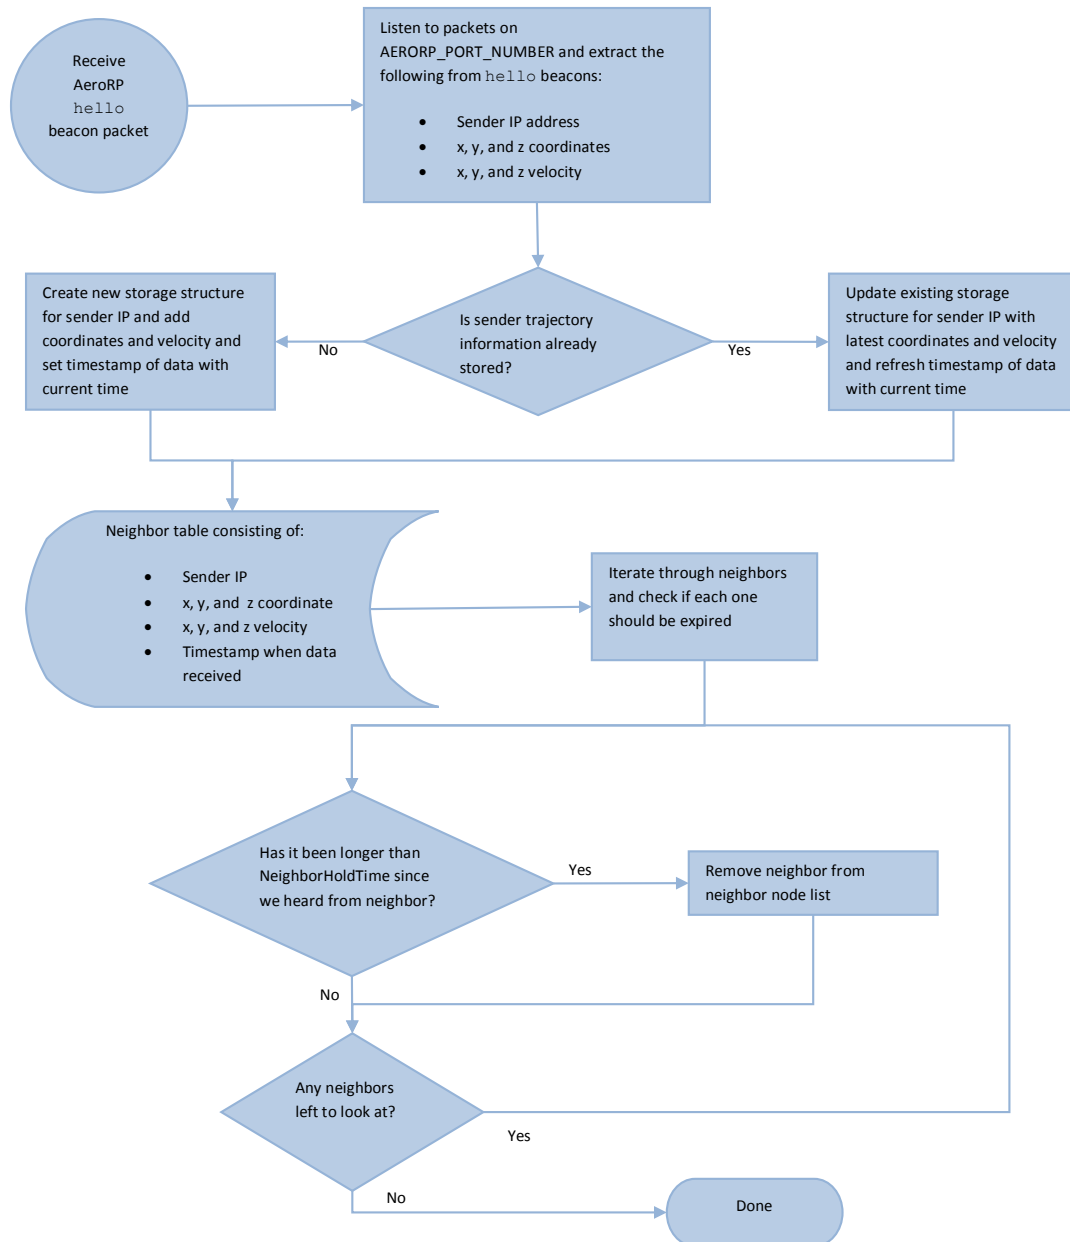 Receive
AeroRP
hello
beacon packet
Listen to packets on
AERORP_PORT_NUMBER and extract the
following from hello beacons:
• Sender IP address
• x, y, and z coordinates
• x, y, and z velocity
Is sender trajectory
information already
stored?
No
Yes
Create new storage structure
for sender IP and add
coordinates and velocity and
set timestamp of data with
current time
Update existing storage
structure for sender IP with
latest coordinates and velocity
and refresh timestamp of data
with current time
Neighbor table consisting of:
• Sender IP
• x, y, and z coordinate
• x, y, and z velocity
• Timestamp when data
received
Iterate through neighbors
and check if each one
should be expired
Has it been longer than
NeighborHoldTime since
we heard from neighbor?
Yes
Remove neighbor from
neighbor node list
No
Any neighbors
left to look at?
Yes
No
Done